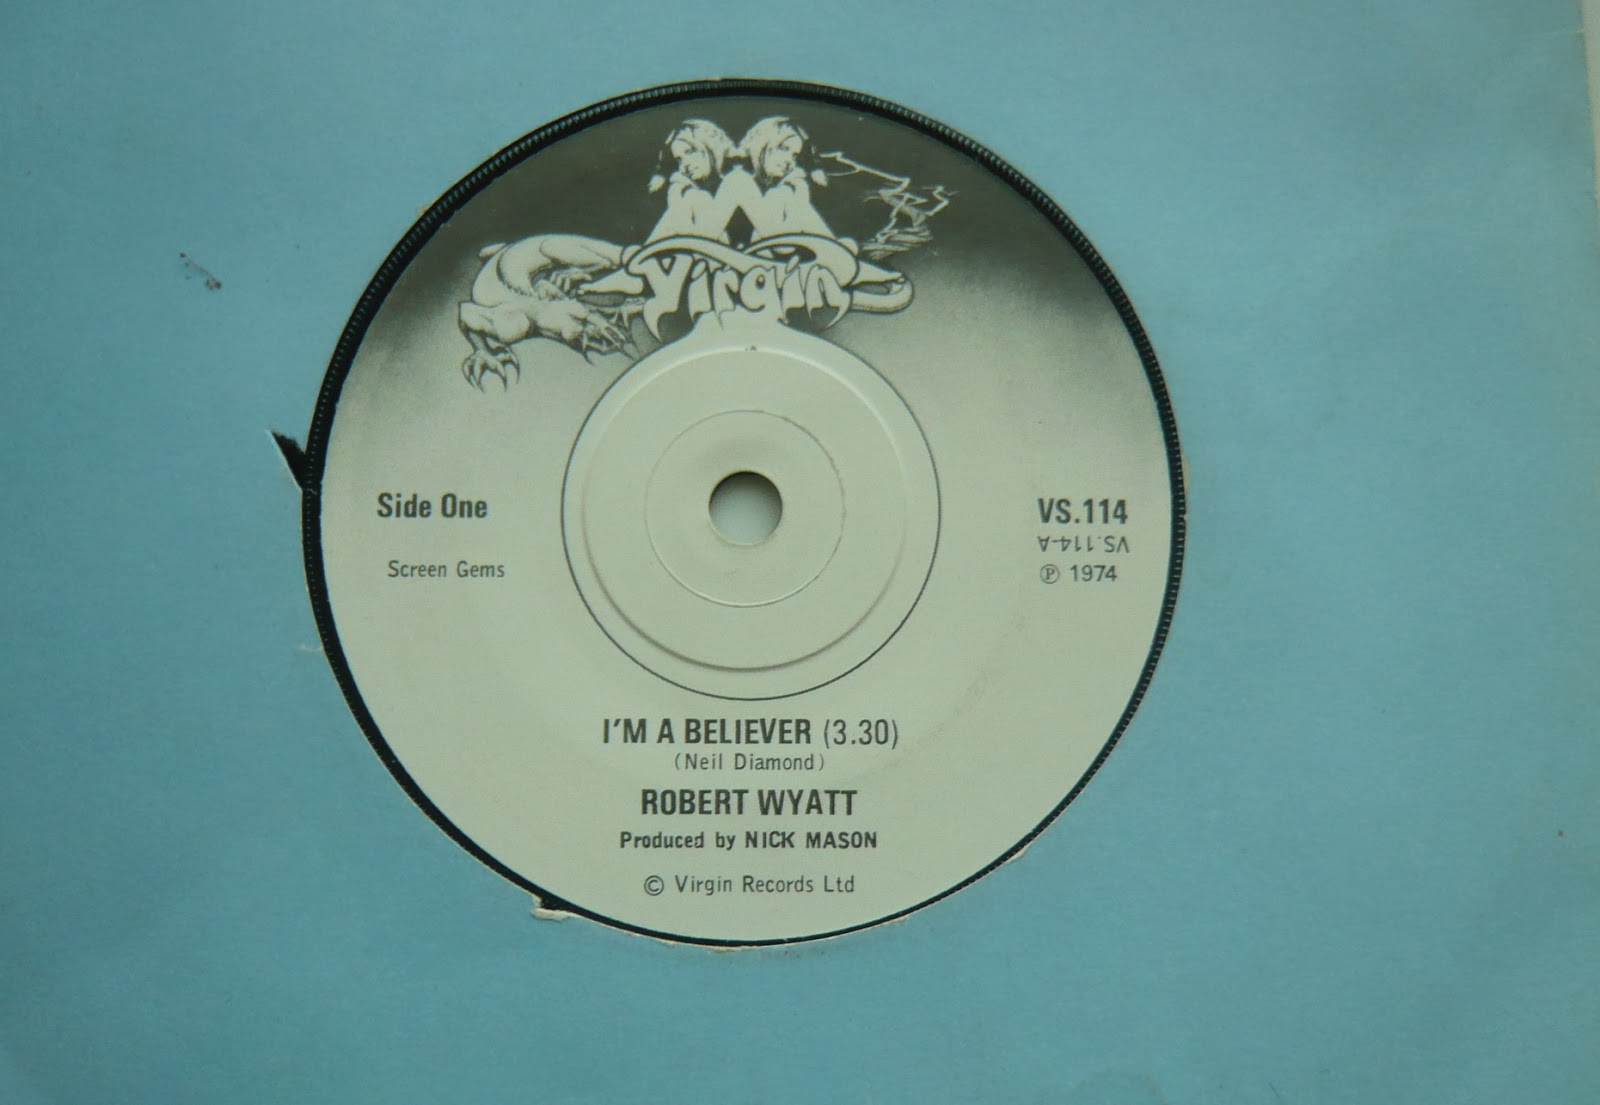 Virgin
Side One
Screen Gems
VS.114
VS.114-A
℗ 1974
I'M A BELIEVER (3.30)
(Neil Diamond)
ROBERT WYATT
Produced by NICK MASON
© Virgin Records Ltd